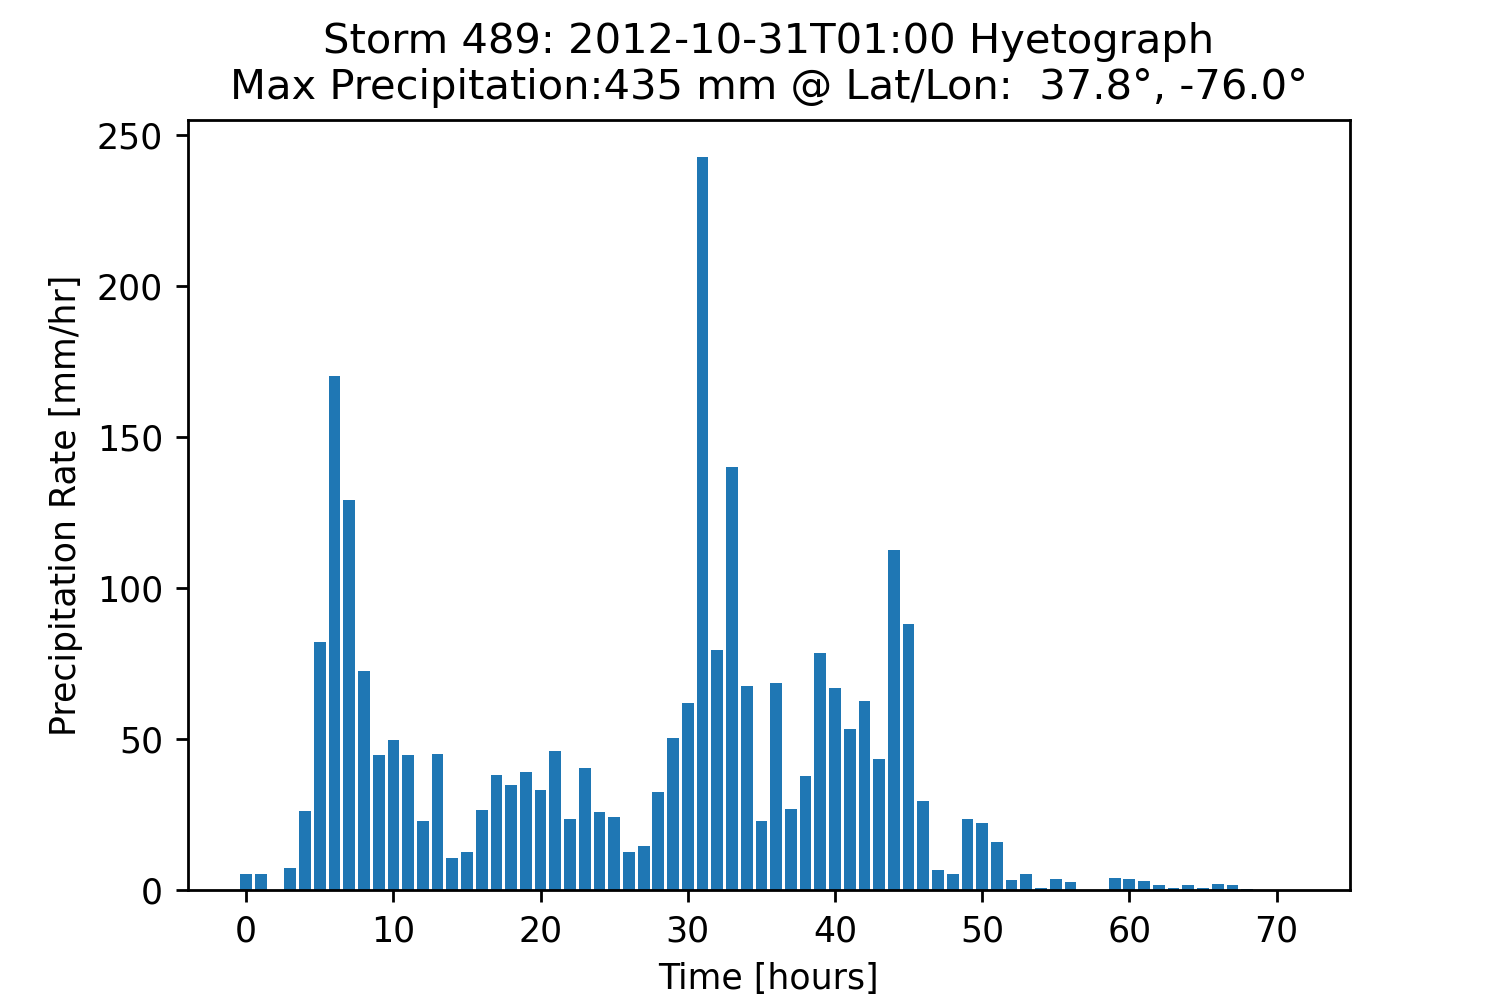 Storm 489: 2012-10-31T01:00 Hyetograph
Max Precipitation:435 mm @ Lat/Lon:  37.8°, -76.0°
250
200
150
100
50
0
Precipitation Rate [mm/hr]
0 10 20 30 40 50 60 70
Time [hours]